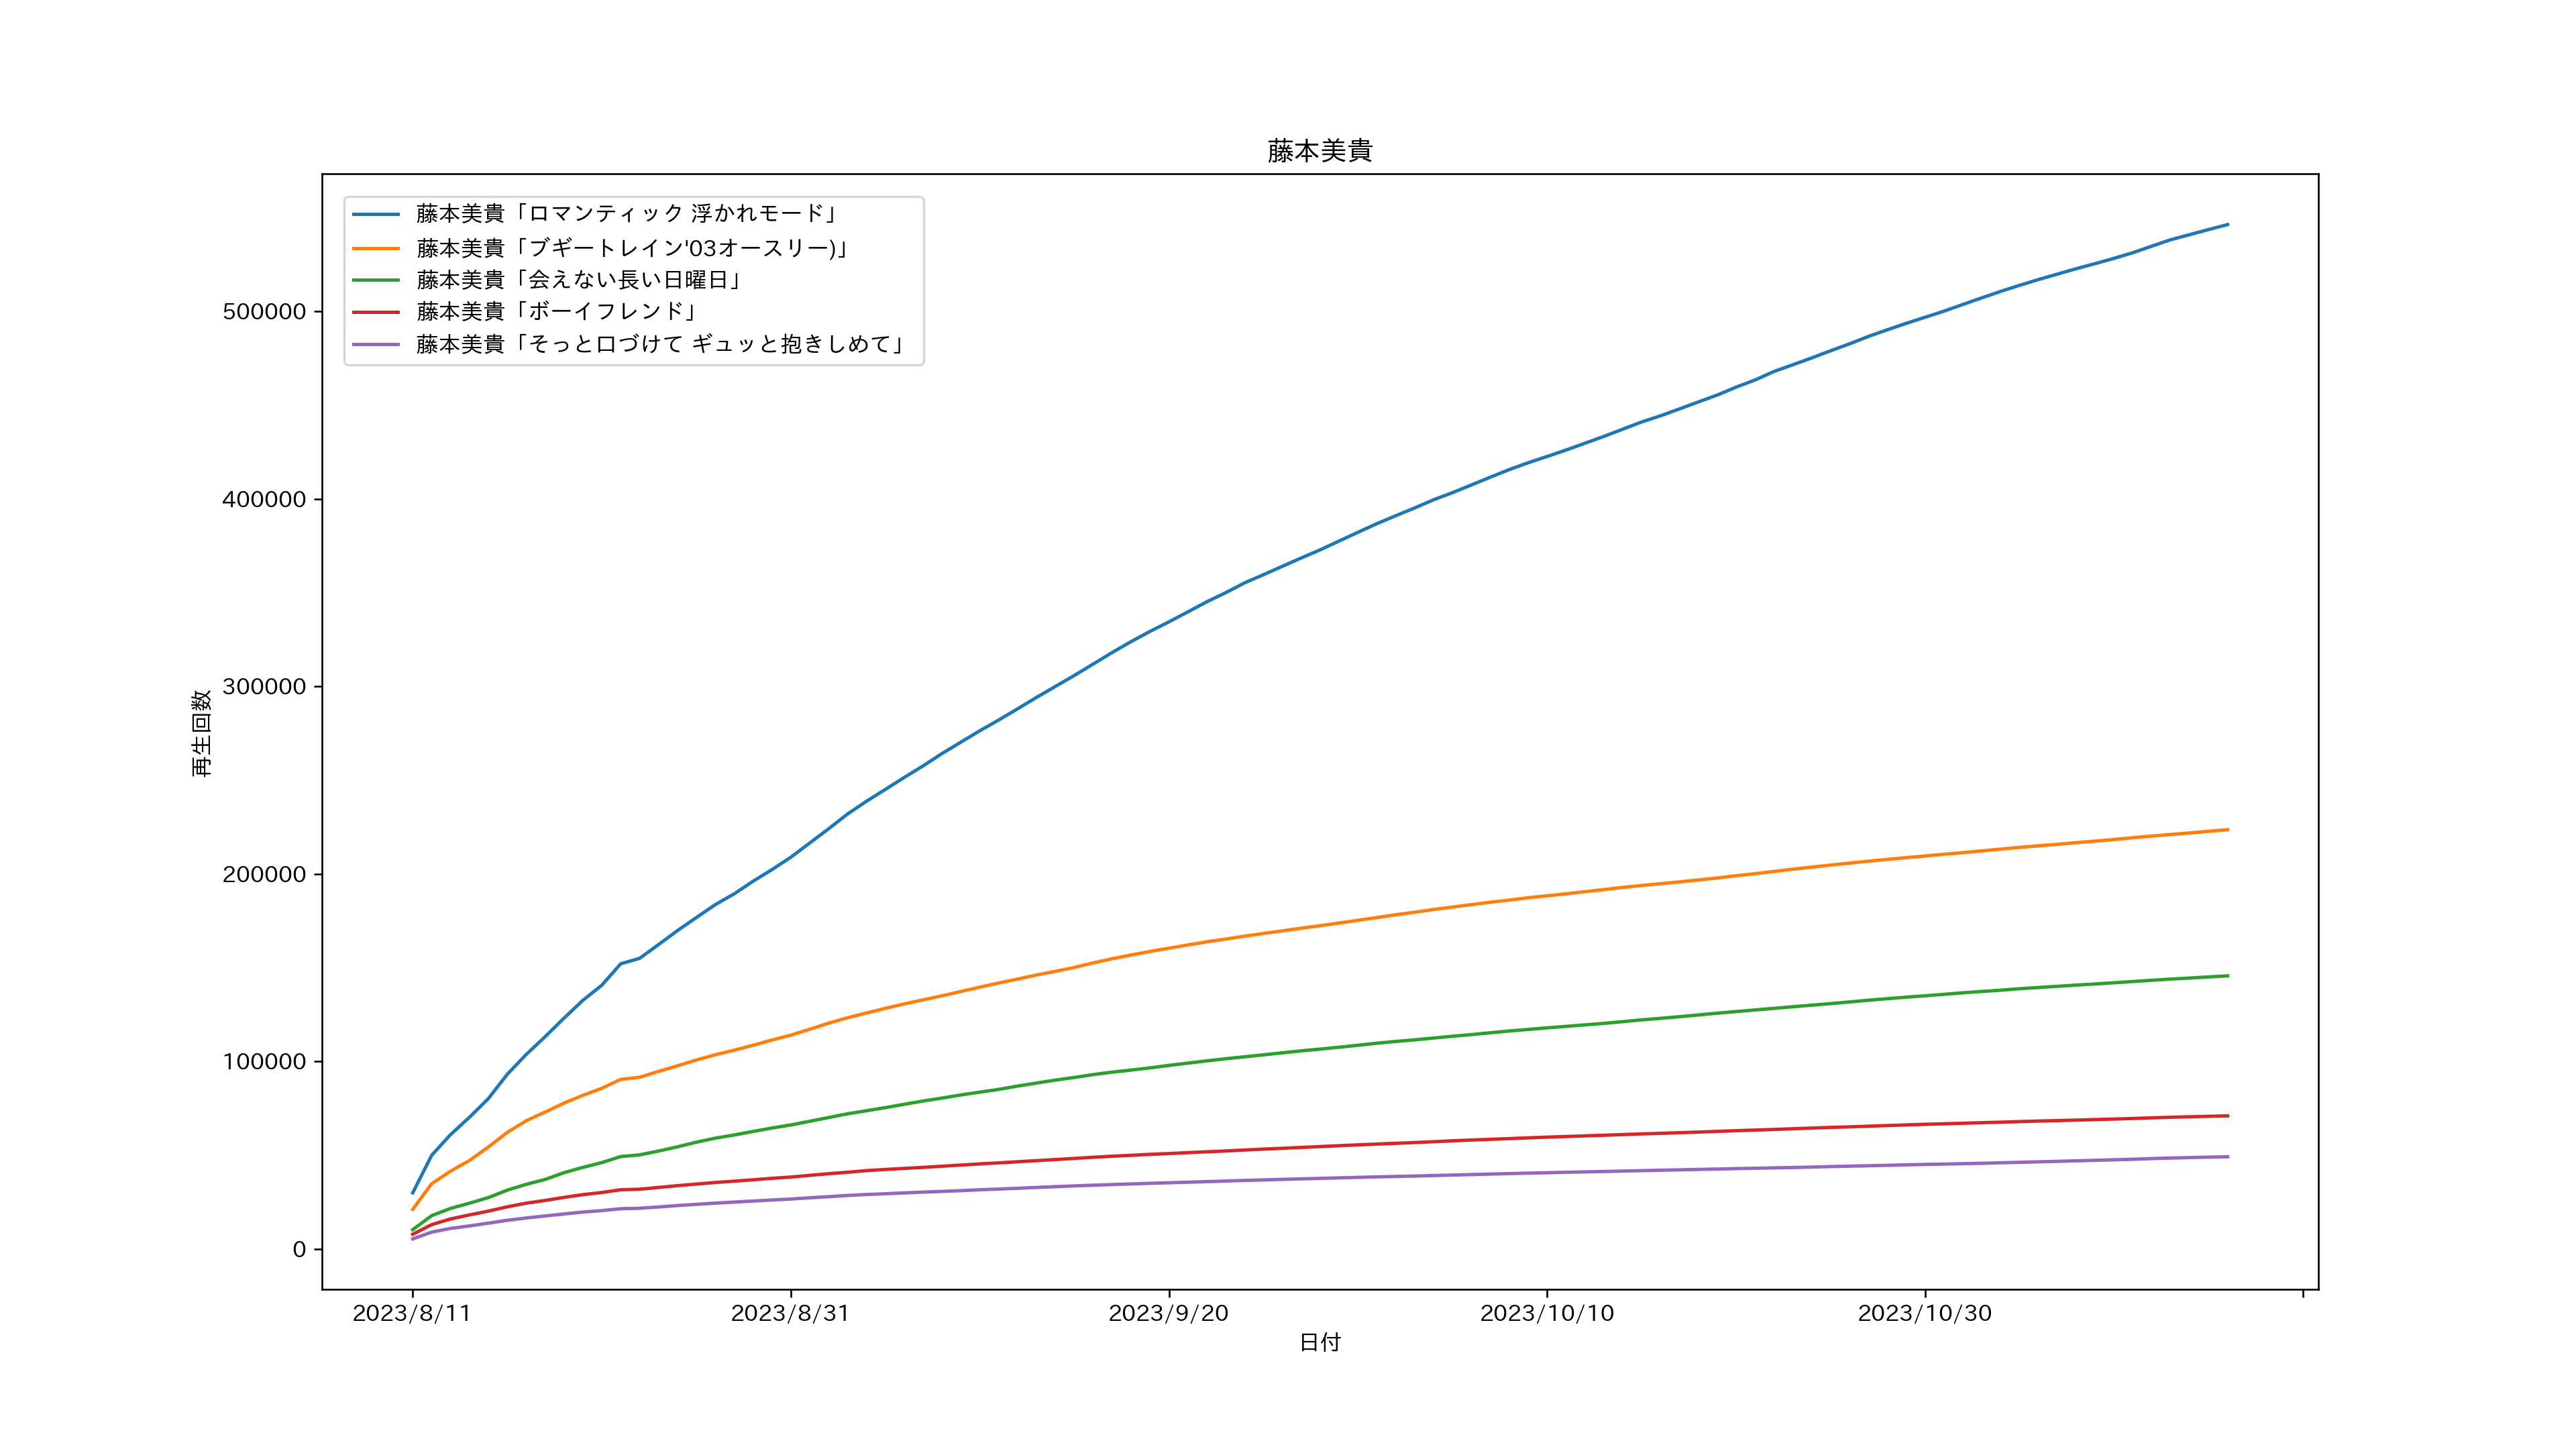 藤本美貴
藤本美貴「ロマンティック 浮かれモード」
藤本美貴「ブギートレイン'03オースリー)」
藤本美貴「会えない長い日曜日」
藤本美貴「ボーイフレンド」
藤本美貴「そっと口づけて ギュッと抱きしめて」
500000
400000
300000
200000
100000
0
再生回数
2023/8/11
2023/8/31
2023/9/20
2023/10/10
2023/10/30
日付